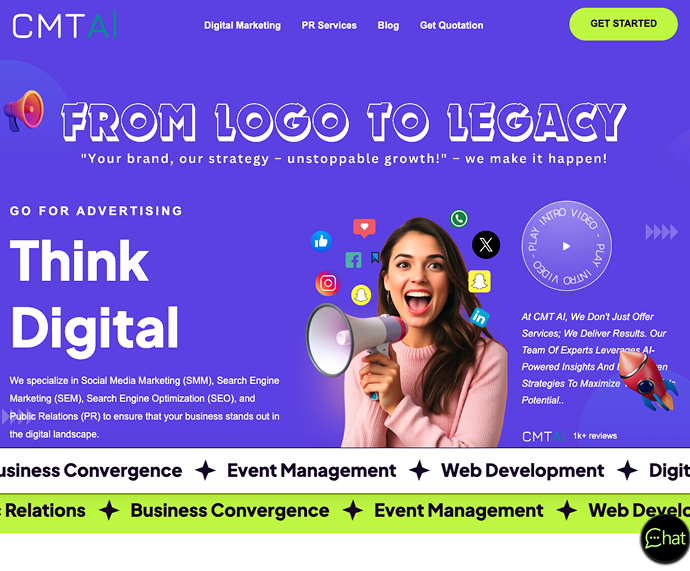 CMTAI
Digital Marketing
PR Services
Blog
Get Quotation
GET STARTED
FROM LOGO TO LEGACY
"Your brand, our strategy – unstoppable growth!" – we make it happen!
GO FOR ADVERTISING
Think
Digital
We specialize in Social Media Marketing (SMM), Search Engine
Marketing (SEM), Search Engine Optimization (SEO), and
Public Relations (PR) to ensure that your business stands out in
the digital landscape.
PLAY INTRO VIDEO - PLAY INTRO VIDEO -
At CMT AI, We Don't Just Offer
Services; We Deliver Results. Our
Team Of Experts Leverages AI-
Powered Insights And
Strategies To Maximize
Potential..
CMTAI 1k+ reviews
usiness Convergence ✦ Event Management ✦ Web Development ✦ Digit
c Relations ✦ Business Convergence ✦ Event Management ✦ Web Develo
Chat